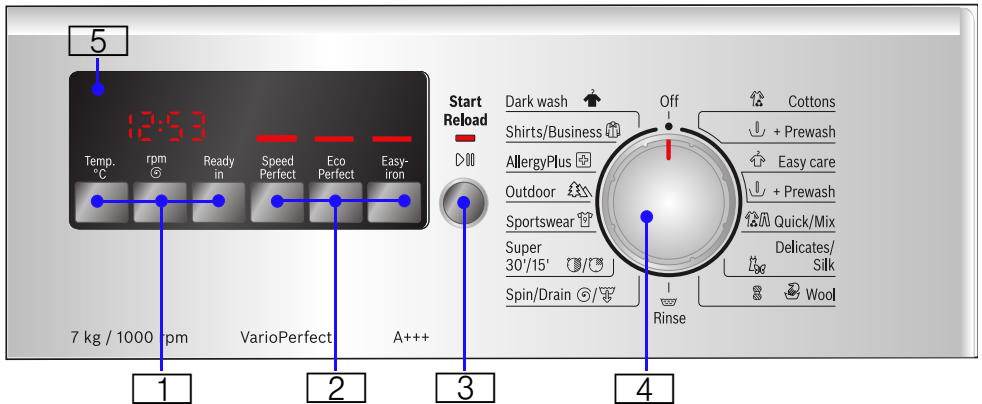 5
12:53
Temp.
°C
rpm
Ready
in
Speed
Perfect
Eco
Perfect
Easy-
iron
Start
Reload
Dark wash
Shirts/Business
AllergyPlus
Outdoor
Sportswear
Super
30'/15'
Spin/Drain
Off
Rinse
Cottons
+ Prewash
Easy care
+ Prewash
Quick/Mix
Delicates/
Silk
Wool
7 kg / 1000 rpm VarioPerfect A+++
1 2 3 4